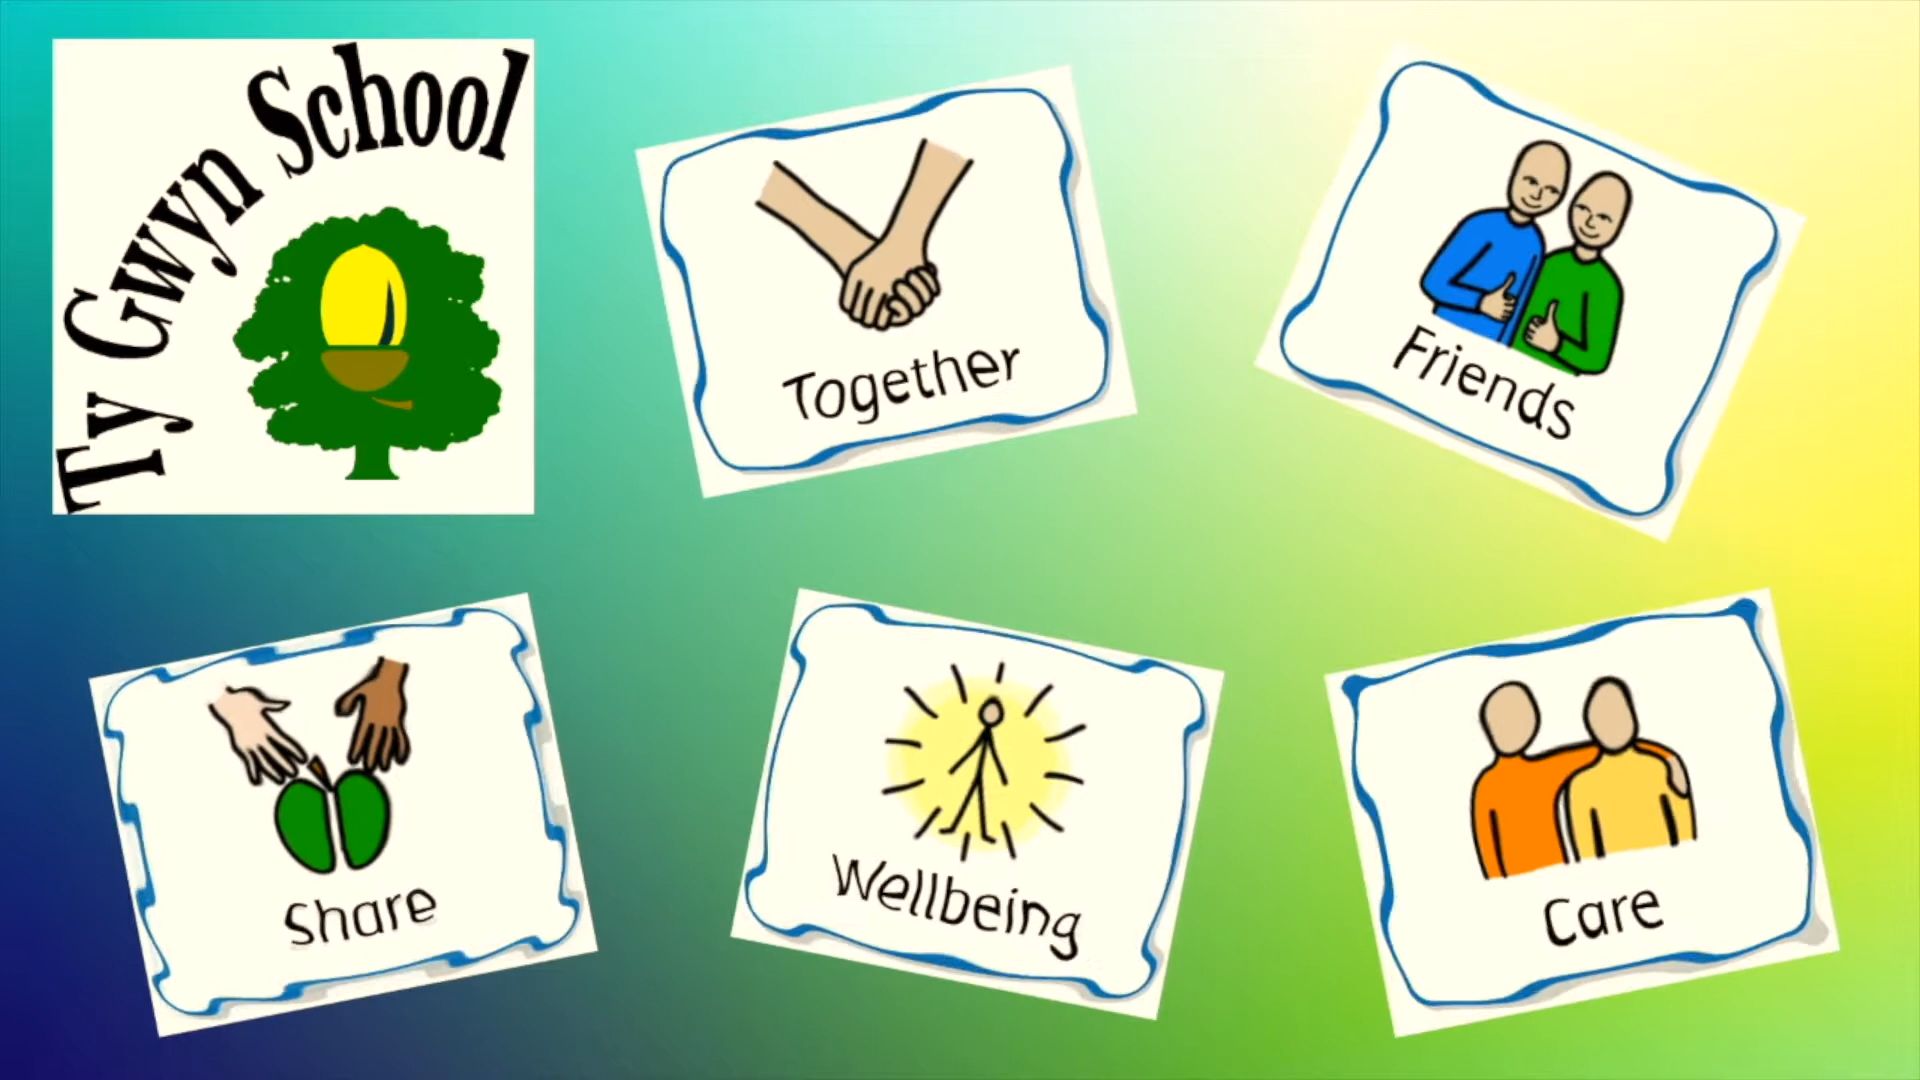 Ty Gwyn School
Together
Friends
Share
Wellbeing
Care